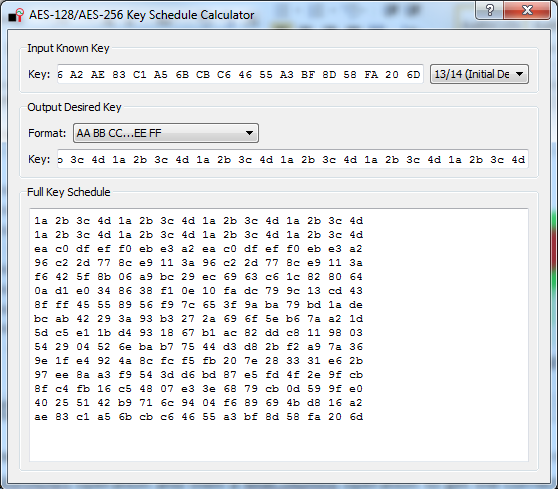 AES-128/AES-256 Key Schedule Calculator
Input Known Key
Key: 6 A2 AE 83 C1 A5 6B CB C6 46 55 A3 BF 8D 58 FA 20 6D 13/14 (Initial De
Output Desired Key
Format: AA BB CC...EE FF
Key: 3c 4d 1a 2b 3c 4d 1a 2b 3c 4d 1a 2b 3c 4d 1a 2b 3c 4d
Full Key Schedule
1a 2b 3c 4d 1a 2b 3c 4d 1a 2b 3c 4d 1a 2b 3c 4d
1a 2b 3c 4d 1a 2b 3c 4d 1a 2b 3c 4d 1a 2b 3c 4d
ea c0 df ef f0 eb e3 a2 ea c0 df ef f0 eb e3 a2
96 c2 2d 77 8c e9 11 3a 96 c2 2d 77 8c e9 11 3a
f6 42 5f 8b 06 a9 bc 29 ec 69 63 c6 1c 82 80 64
0a d1 e0 34 86 38 f1 0e 10 fa dc 79 9c 13 cd 43
8f ff 45 55 89 56 f9 7c 65 3f 9a ba 79 bd 1a de
bc ab 42 29 3a 93 b3 27 2a 69 6f 5e b6 7a a2 1d
5d c5 e1 1b d4 93 18 67 b1 ac 82 dd c8 11 98 03
54 29 04 52 6e ba b7 75 44 d3 d8 2b f2 a9 7a 36
9e 1f e4 92 4a 8c fc f5 fb 20 7e 28 33 31 e6 2b
97 ee 8a a3 f9 54 3d d6 bd 87 e5 fd 4f 2e 9f cb
8f c4 fb 16 c5 48 07 e3 3e 68 79 cb 0d 59 9f e0
40 25 51 42 b9 71 6c 94 04 f6 89 69 4b d8 16 a2
ae 83 c1 a5 6b cb c6 46 55 a3 bf 8d 58 fa 20 6d